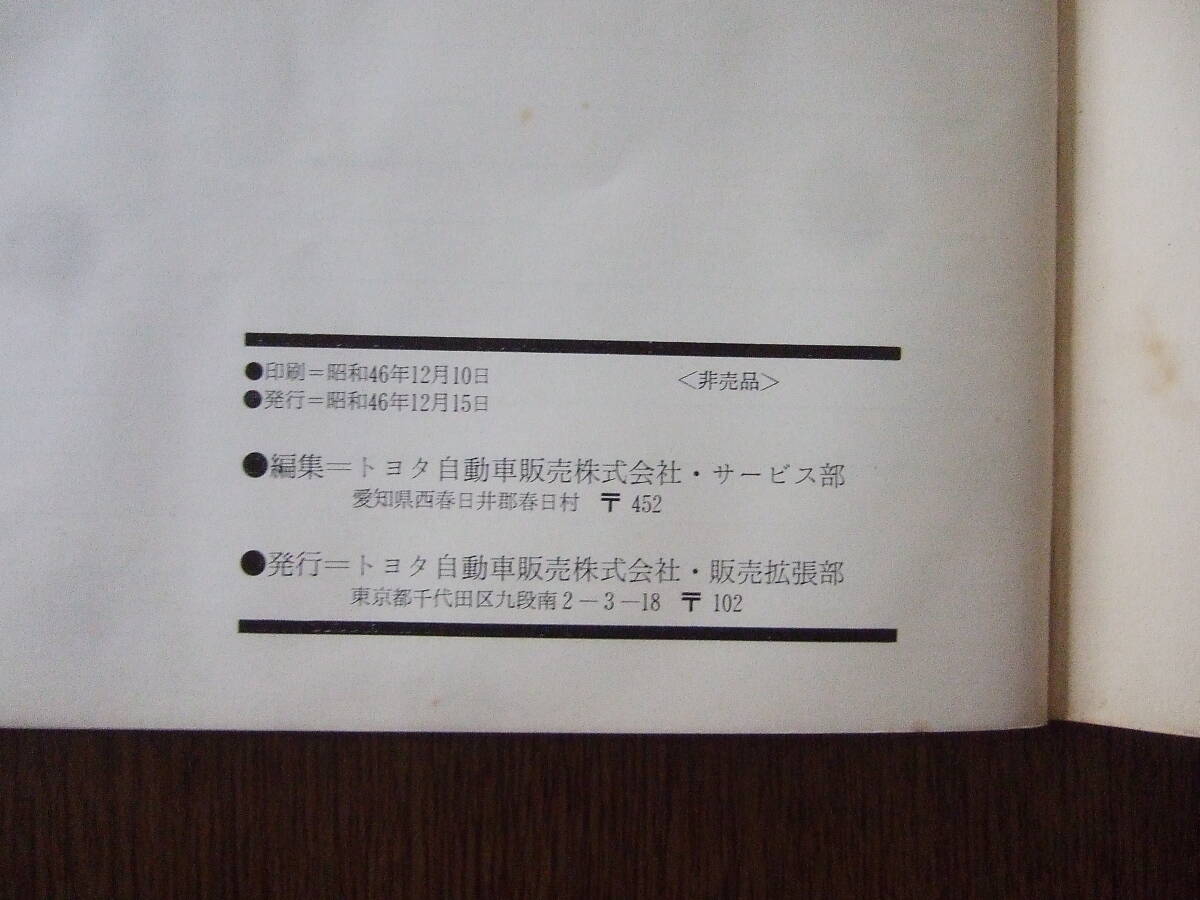 ●印刷＝昭和46年12月10日 ＜非売品＞
●発行＝昭和46年12月15日
●編集＝トヨタ自動車販売株式会社・サービス部
愛知県西春日井郡春日村 〒 452
●発行＝トヨタ自動車販売株式会社・販売拡張部
東京都千代田区九段南２－３－18 〒 102